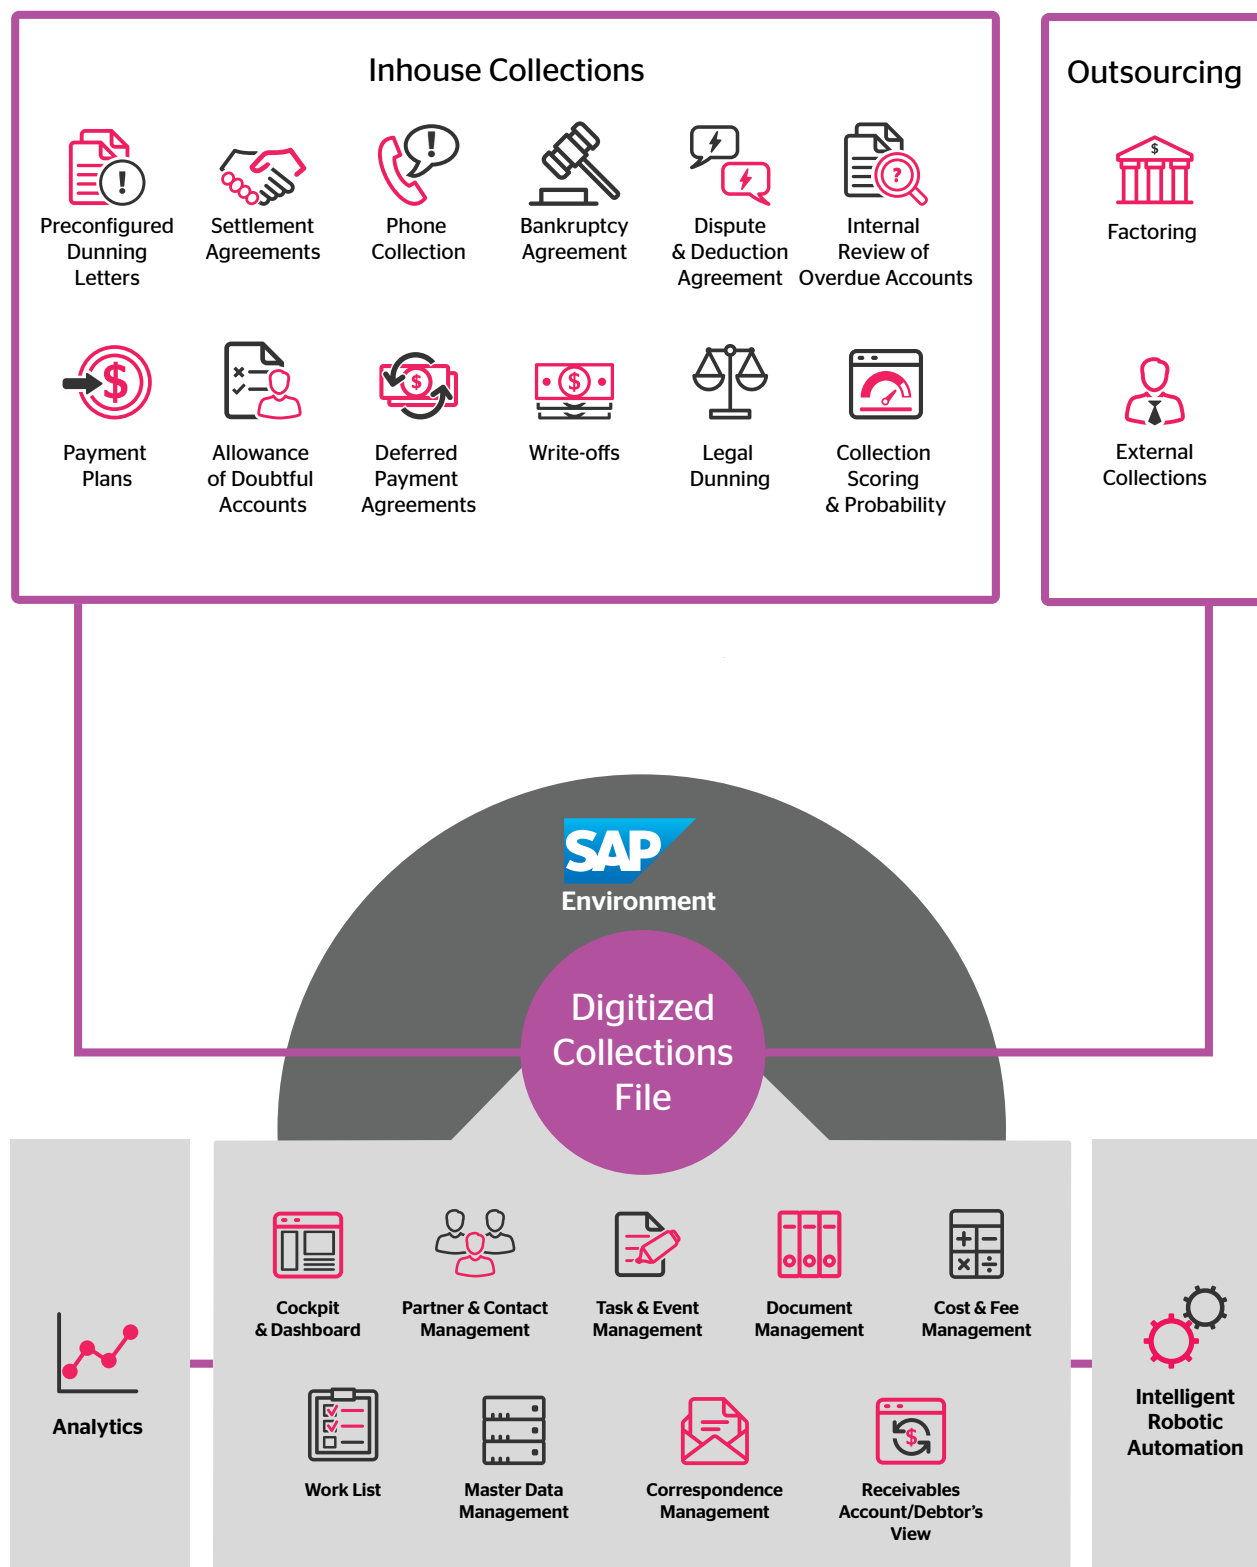 Inhouse Collections
Outsourcing
Preconfigured
Dunning
Letters
Settlement
Agreements
Phone
Collection
Bankruptcy
Agreement
Dispute
& Deduction
Agreement
Internal
Review of
Overdue Accounts
Factoring
Payment
Plans
Allowance
of Doubtful
Accounts
Deferred
Payment
Agreements
Write-offs
Legal
Dunning
Collection
Scoring
& Probability
External
Collections
SAP
Environment
Digitized
Collections
File
Cockpit
& Dashboard
Partner & Contact
Management
Task & Event
Management
Document
Management
Cost & Fee
Management
Analytics
Work List
Master Data
Management
Correspondence
Management
Receivables
Account/Debtor's
View
Intelligent
Robotic
Automation